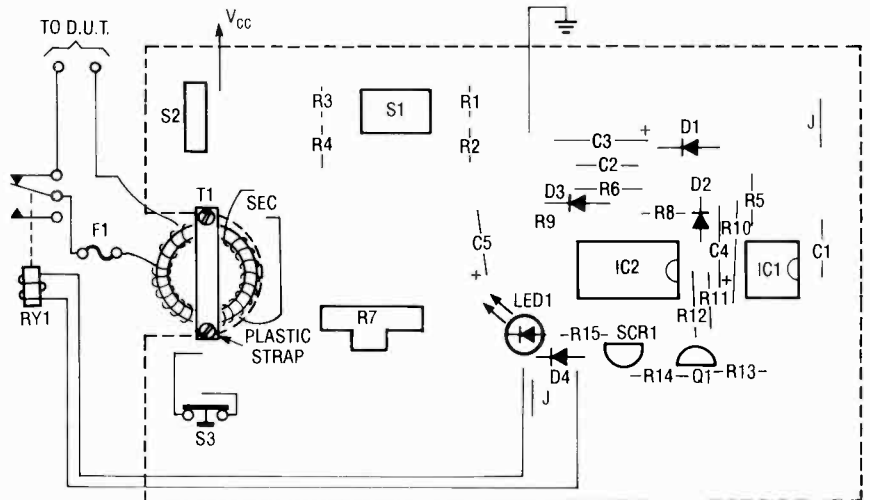 TO D.U.T.
VCC
S2
R3
R4
S1
R1
R2
C3 +
C2
D1
J
T1
SEC
D3
R6
R9
R8
D2
R5
R10
F1
C5
+
IC2
C4
+
IC1
C1
R11
R12
RY1
PLASTIC
STRAP
R7
LED1
R15
SCR1
D4
R14
Q1
R13
J
S3